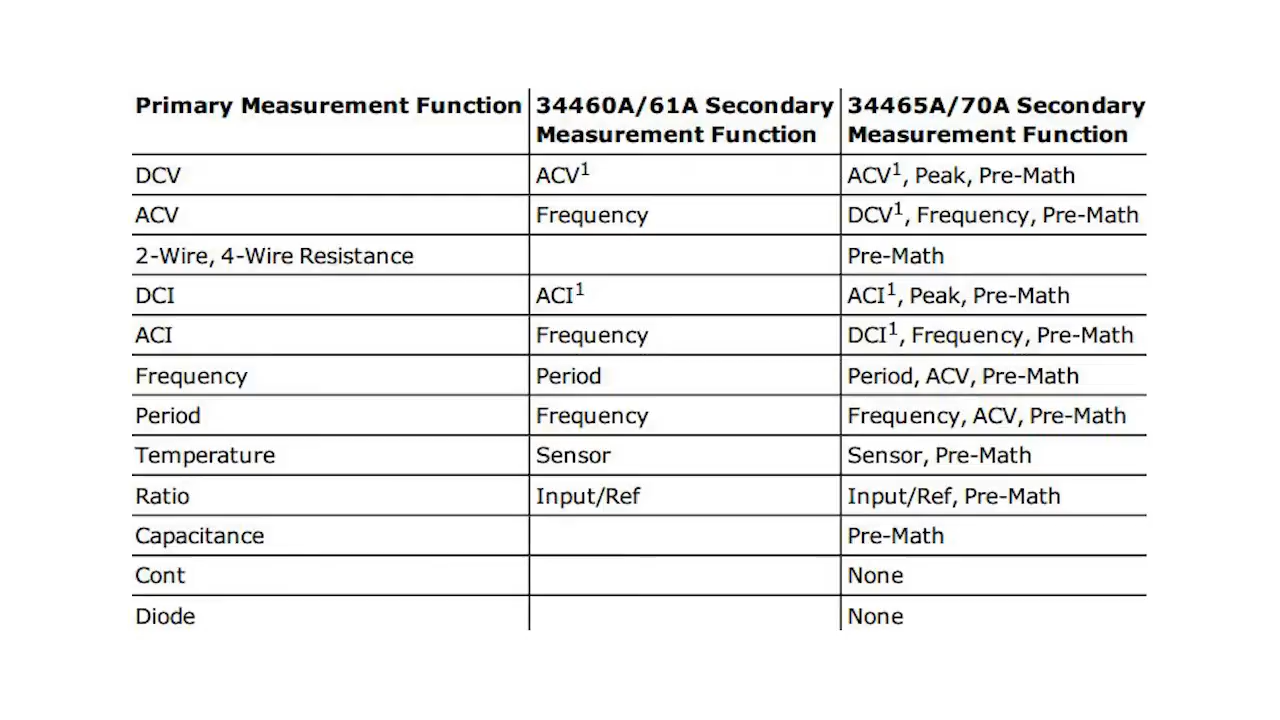 Primary Measurement Function 34460A/61A Secondary Measurement Function 34465A/70A Secondary Measurement Function
DCV ACV¹ ACV¹, Peak, Pre-Math
ACV Frequency DCV¹, Frequency, Pre-Math
2-Wire, 4-Wire Resistance Pre-Math
DCI ACI¹ ACI¹, Peak, Pre-Math
ACI Frequency DCI¹, Frequency, Pre-Math
Frequency Period Period, ACV, Pre-Math
Period Frequency Frequency, ACV, Pre-Math
Temperature Sensor Sensor, Pre-Math
Ratio Input/Ref Input/Ref, Pre-Math
Capacitance Pre-Math
Cont None
Diode None